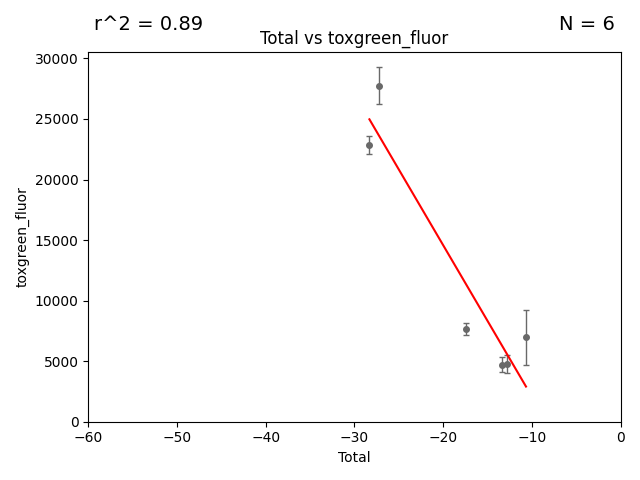 r^2 = 0.89
N = 6
Total vs toxgreen_fluor
30000
25000
20000
15000
10000
5000
0
toxgreen_fluor
−60
−50
−40
−30
−20
−10
0
Total